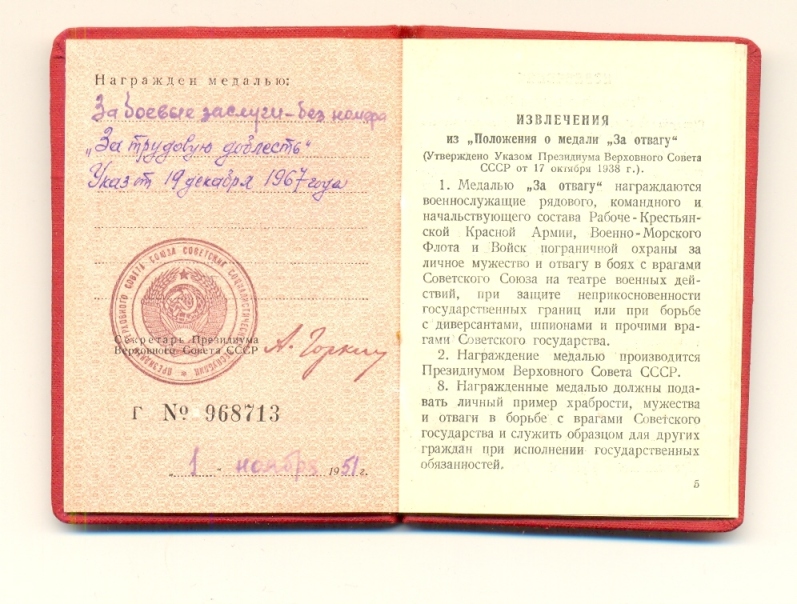 Награжден медалью:
За боевые заслуги - без номера
„За трудовую доблесть"
Указ от 19 декабря 1967 года
Секретарь Президиума
Верховного Совета СССР А. Горкин
Г № 968713
„ 1 - ноября 1951 г.
ИЗВЛЕЧЕНИЯ
из „Положения о медали „За отвагу"
(Утверждено Указом Президиума Верховного Совета
СССР от 17 октября 1938 г.).
1. Медалью „За отвагу" награждаются
военнослужащие рядового, командного и
начальствующего состава Рабоче-Крестьян-
ской Красной Армии, Военно-Морского
Флота и Войск пограничной охраны за
личное мужество и отвагу в боях с врагами
Советского Союза на театре военных дей-
ствий, при защите неприкосновенности
государственных границ или при борьбе
с диверсантами, шпионами и прочими вра-
гами Советского государства.
2. Награждение медалью производится
Президиумом Верховного Совета СССР.
8. Награжденные медалью должны пода-
вать личный пример храбрости, мужества
и отваги в борьбе с врагами Советского
государства и служить образцом для других
граждан при исполнении государственных
обязанностей.
5